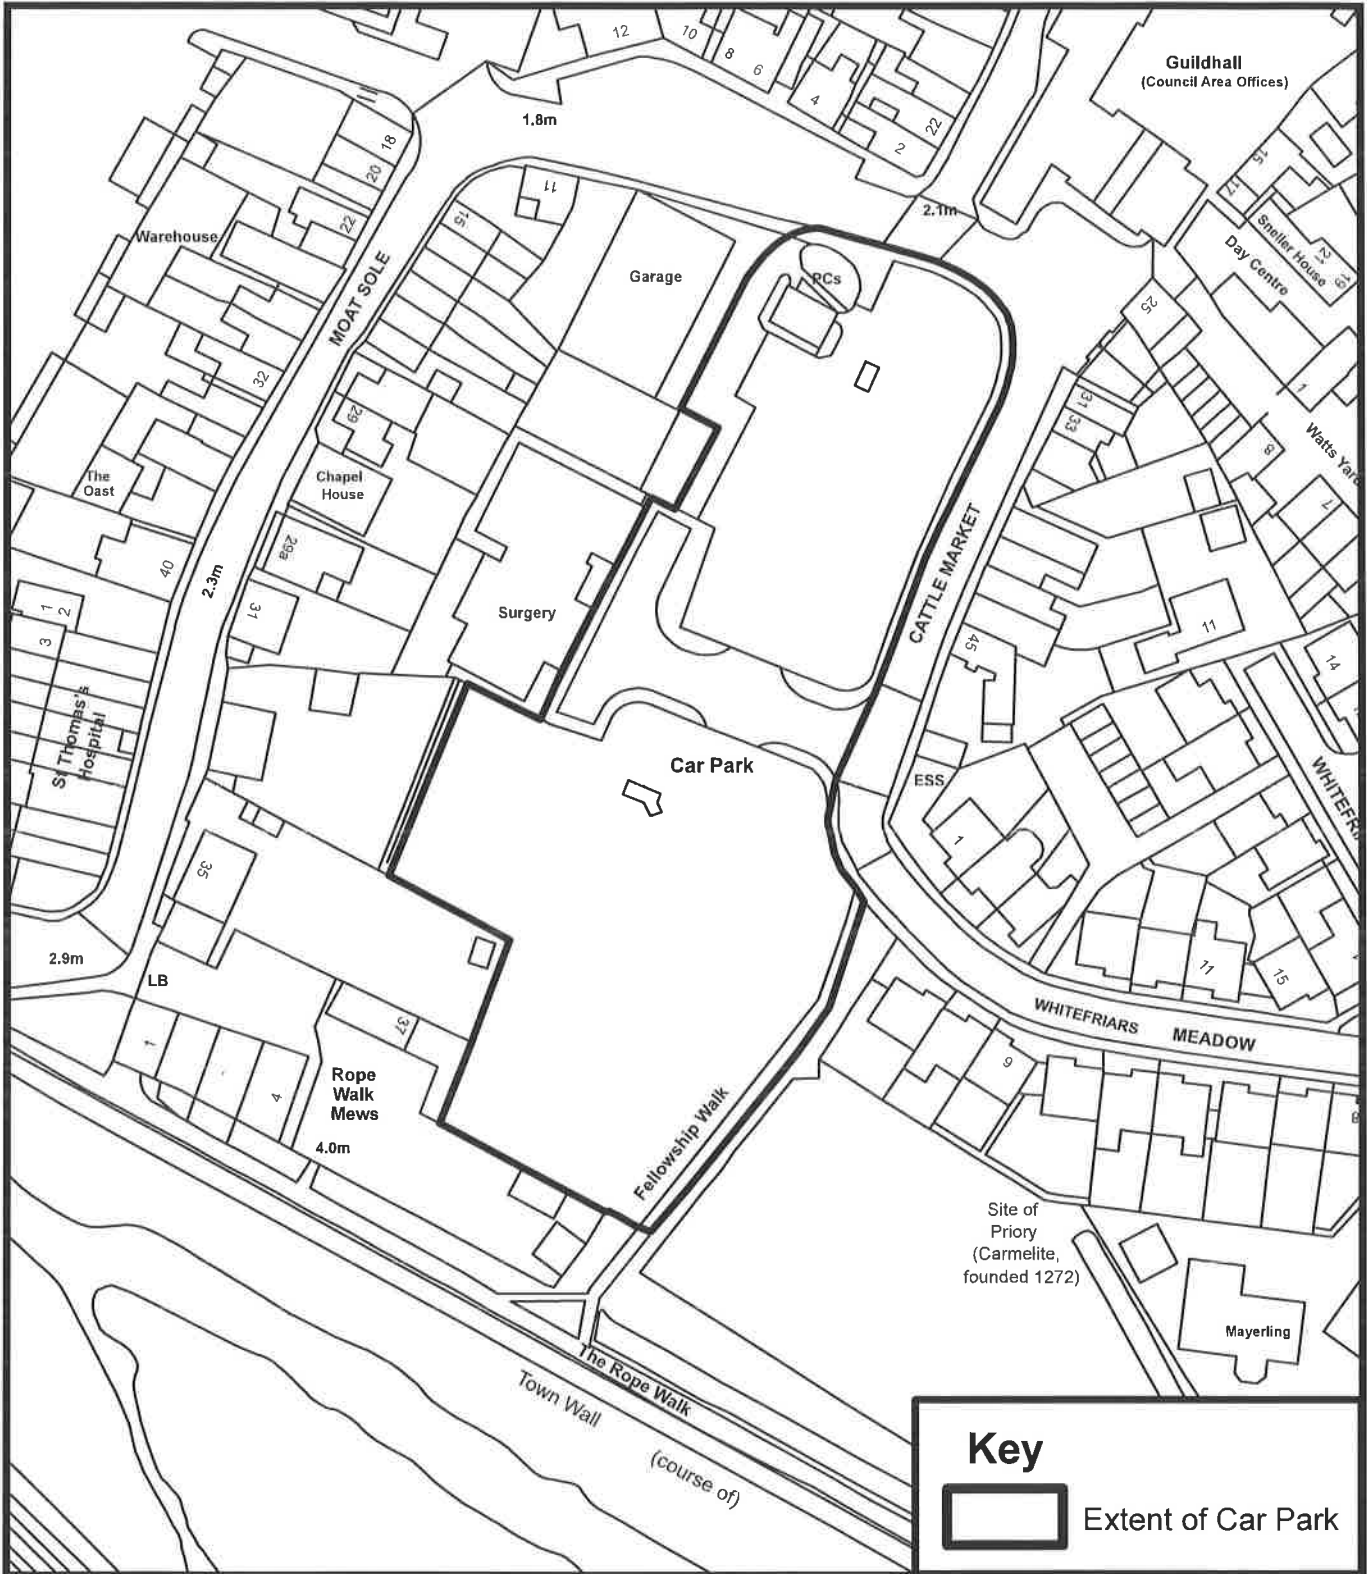 12
10
8
6
4
2
22
Guildhall
(Council Area Offices)
1.8m
18
20
22
11
15
15
17
2.1m
Sneller House
21
19
Day Centre
Warehouse
Garage
PCs
MOAT SOLE
25
1
32
29
31
33
8
Watts Yard
7
The
Oast
Chapel
House
CATTLE MARKET
29a
40
2.3m
31
1
2
3
Surgery
11
45
14
St Thomas's
Hospital
Car Park
ESS
WHITEFRI
1
35
2.9m
LB
11
15
WHITEFRIARS MEADOW
37
1
4
Rope
Walk
Mews
4.0m
9
8
Fellowship Walk
Site of
Priory
(Carmelite,
founded 1272)
Mayerling
The Rope Walk
Town Wall
(course of)
Key
Extent of Car Park